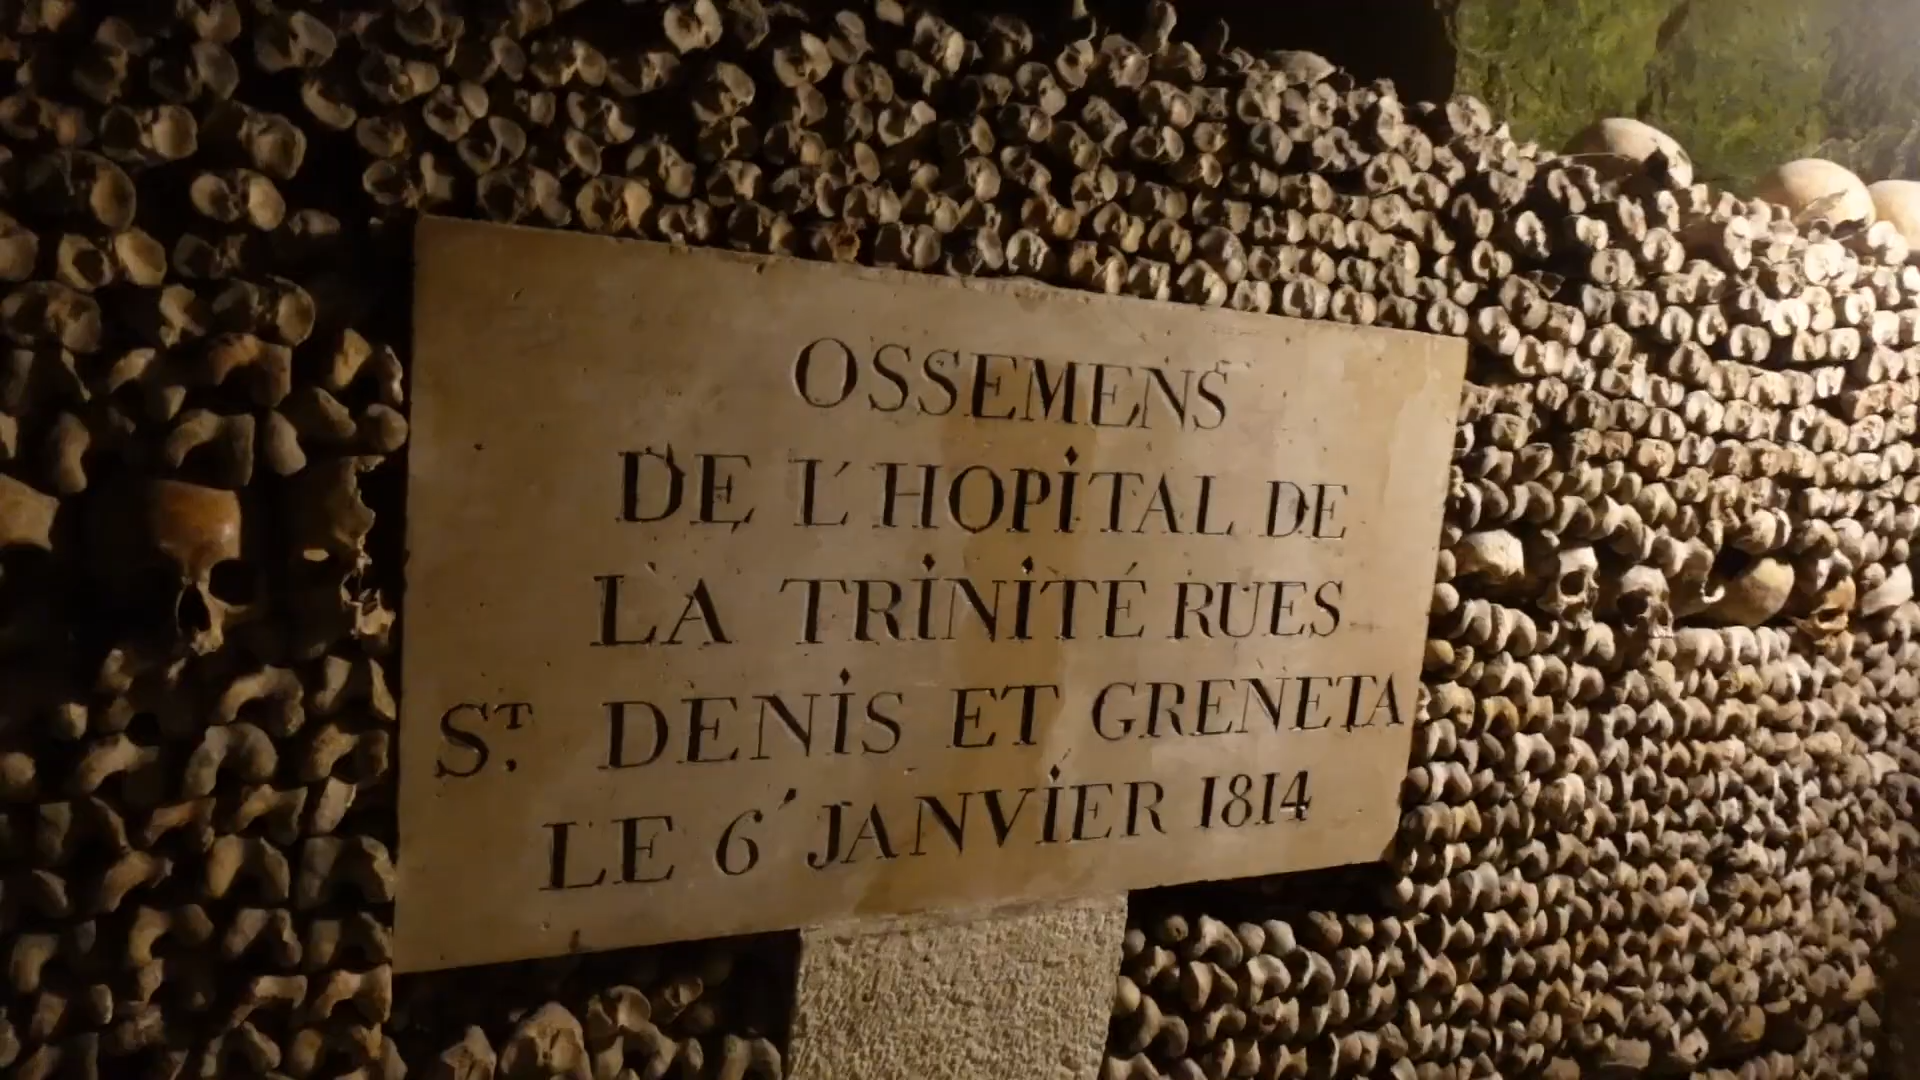 OSSEMENS
DE L'HOPITAL DE
LA TRINITÉ RUES
ST. DENIS ET GRENETA
LE 6 JANVIER 1814